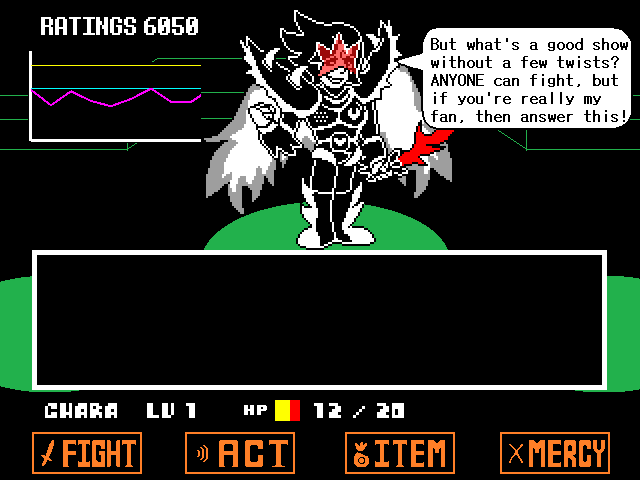 RATINGS 6050
But what's a good show
without a few twists?
ANYONE can fight, but
if you're really my
fan, then answer this!
CHARA LV 1 HP 12 / 20
FIGHT ACT ITEM MERCY